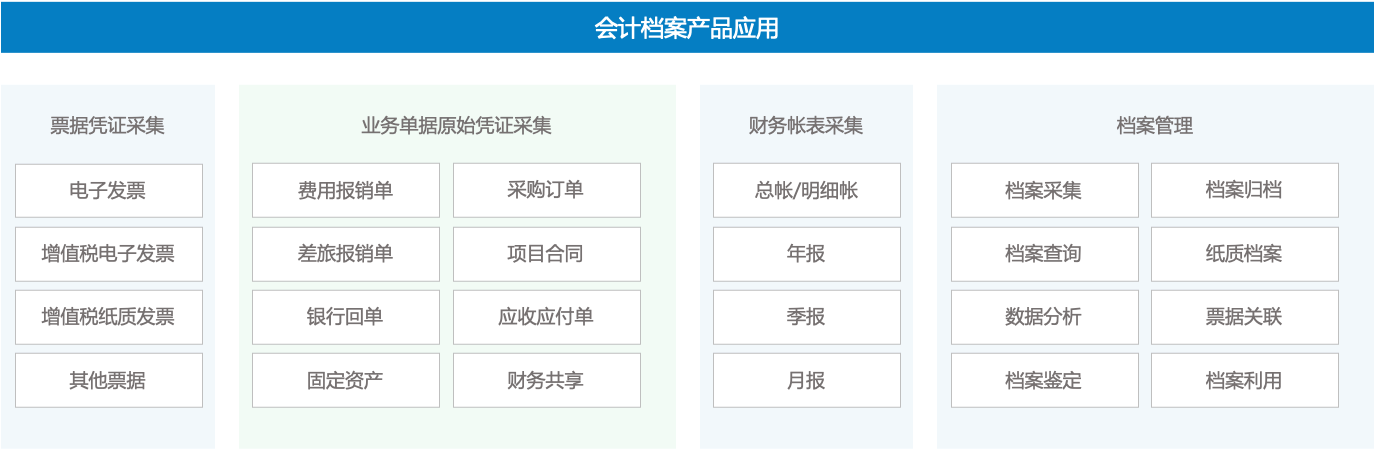 会计档案产品应用
票据凭证采集
电子发票
增值税电子发票
增值税纸质发票
其他票据
业务单据原始凭证采集
费用报销单
采购订单
差旅报销单
项目合同
银行回单
应收应付单
固定资产
财务共享
财务帐表采集
总帐/明细帐
年报
季报
月报
档案管理
档案采集
档案归档
档案查询
纸质档案
数据分析
票据关联
档案鉴定
档案利用